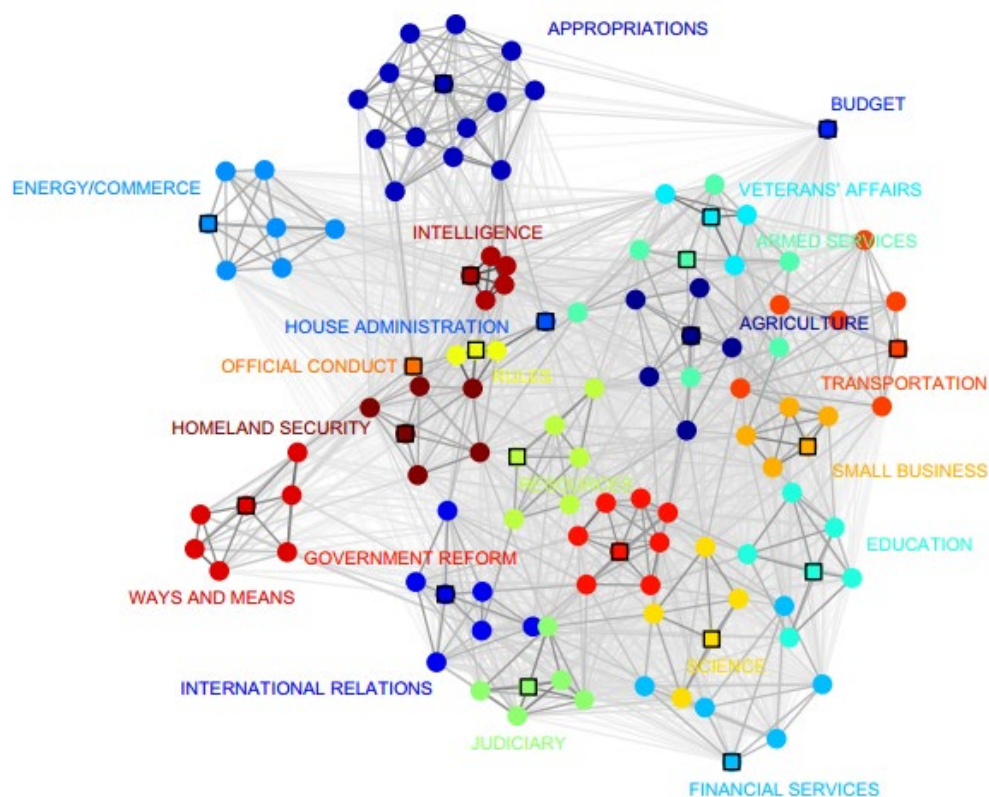 APPROPRIATIONS
BUDGET
ENERGY/COMMERCE
VETERANS' AFFAIRS
INTELLIGENCE
ARMED SERVICES
HOUSE ADMINISTRATION
AGRICULTURE
OFFICIAL CONDUCT
RULES
TRANSPORTATION
HOMELAND SECURITY
SMALL BUSINESS
RESOURCES
EDUCATION
GOVERNMENT REFORM
WAYS AND MEANS
SCIENCE
INTERNATIONAL RELATIONS
JUDICIARY
FINANCIAL SERVICES